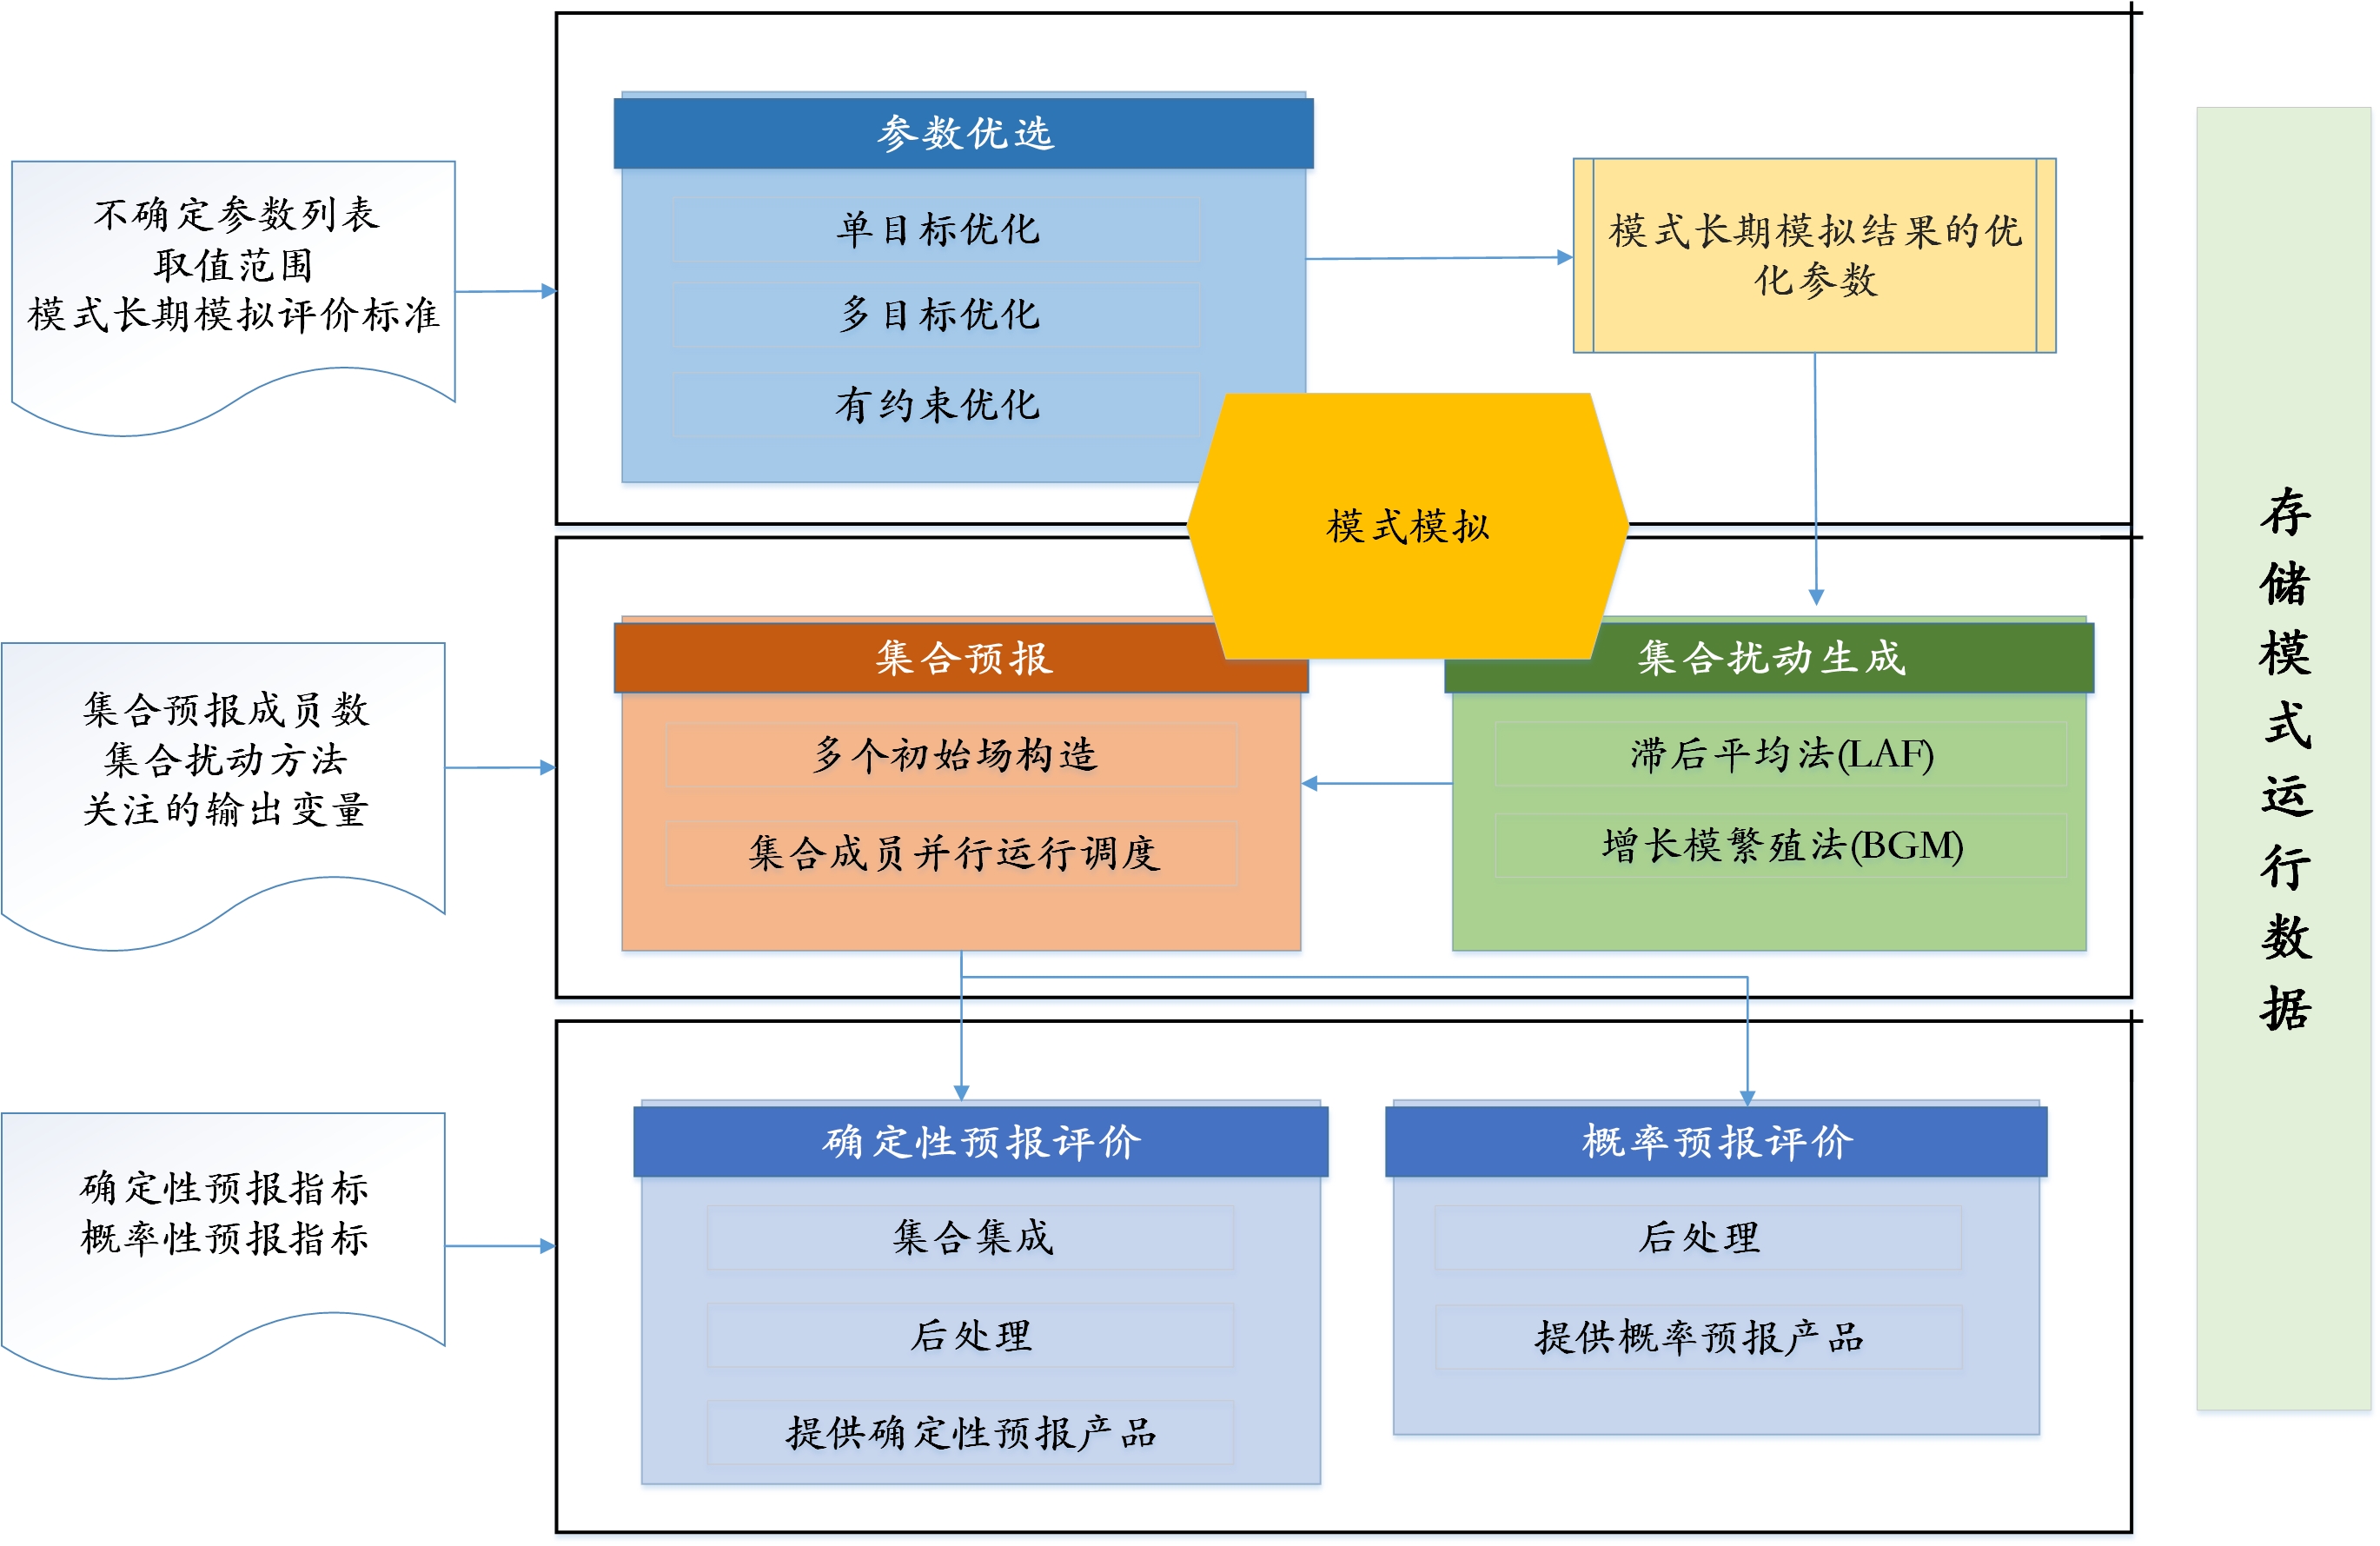 不确定参数列表
取值范围
模式长期模拟评价标准
参数优选
单目标优化
多目标优化
有约束优化
模式长期模拟结果的优
化参数
模式模拟
集合预报成员数
集合扰动方法
关注的输出变量
集合预报
多个初始场构造
集合成员并行运行调度
集合扰动生成
滞后平均法(LAF)
增长模繁殖法(BGM)
确定性预报指标
概率性预报指标
确定性预报评价
集合集成
后处理
提供确定性预报产品
概率预报评价
后处理
提供概率预报产品
存储模式运行数据